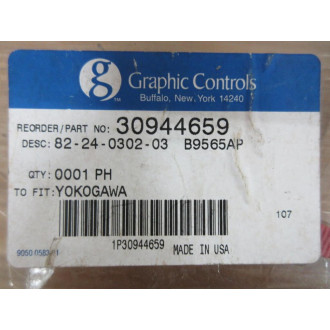 g
™
Graphic Controls
Buffalo, New York 14240
REORDER/PART NO: 30944659
DESC: 82-24-0302-03 B9565AP
QTY: 0001 PH
TO FIT: YOKOGAWA
107
1P30944659
MADE IN USA